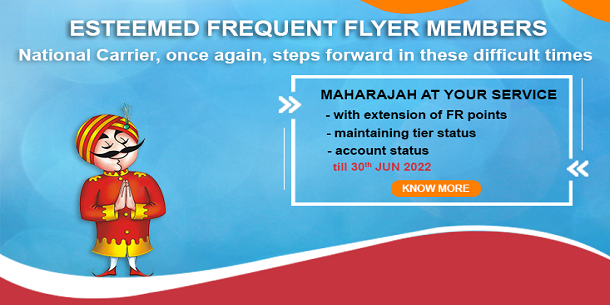 ESTEEMED FREQUENT FLYER MEMBERS
National Carrier, once again, steps forward in these difficult times
MAHARAJAH AT YOUR SERVICE
- with extension of FR points
- maintaining tier status
- account status
till 30th JUN 2022
KNOW MORE